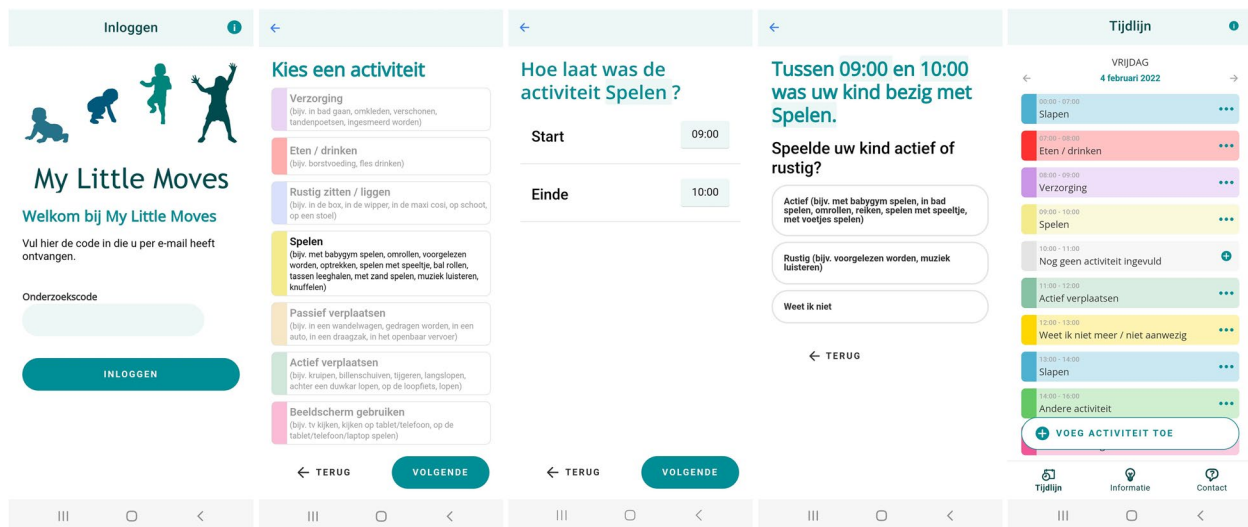 Inloggen
My Little Moves
Welkom bij My Little Moves
Vul hier de code in die u per e-mail heeft
ontvangen.
Onderzoekscode
INLOGGEN
Kies een activiteit
Verzorging
(bijv. in bad gaan, omkleden, verschonen,
tandenpoetsen, ingesmeerd worden)
Eten / drinken
(bijv. borstvoeding, fles drinken)
Rustig zitten / liggen
(bijv. in de box, in de wipper, in de maxi cosi, op schoot,
op een stoel)
Spelen
(bijv. met babygym spelen, omrollen, voorgelezen
worden, optrekken, spelen met speeltje, bal rollen,
tassen leeghalen, met zand spelen, muziek luisteren,
knuffelen)
Passief verplaatsen
(bijv. in een wandelwagen, gedragen worden, in een
auto, in een draagzak, in het openbaar vervoer)
Actief verplaatsen
(bijv. kruipen, billenschuiven, tijgeren, langslopen,
achter een duwkar lopen, op de loopfiets, lopen)
Beeldscherm gebruiken
(bijv. tv kijken, kijken op tablet/telefoon, op de
tablet/telefoon/laptop spelen)
TERUG
VOLGENDE
Hoe laat was de
activiteit Spelen ?
Start 09:00
Einde 10:00
TERUG
VOLGENDE
Tussen 09:00 en 10:00
was uw kind bezig met
Spelen.
Speelde uw kind actief of
rustig?
Actief (bijv. met babygym spelen, in bad
spelen, omrollen, reiken, spelen met speeltje,
met voetjes spelen)
Rustig (bijv. voorgelezen worden, muziek
luisteren)
Weet ik niet
TERUG
Tijdlijn
VRIJDAG
4 februari 2022
00:00 - 07:00
Slapen
07:00 - 08:00
Eten / drinken
08:00 - 09:00
Verzorging
09:00 - 10:00
Spelen
10:00 - 11:00
Nog geen activiteit ingevuld
11:00 - 12:00
Actief verplaatsen
12:00 - 13:00
Weet ik niet meer / niet aanwezig
13:00 - 14:00
Slapen
14:00 - 16:00
Andere activiteit
VOEG ACTIVITEIT TOE
Tijdlijn
Informatie
Contact